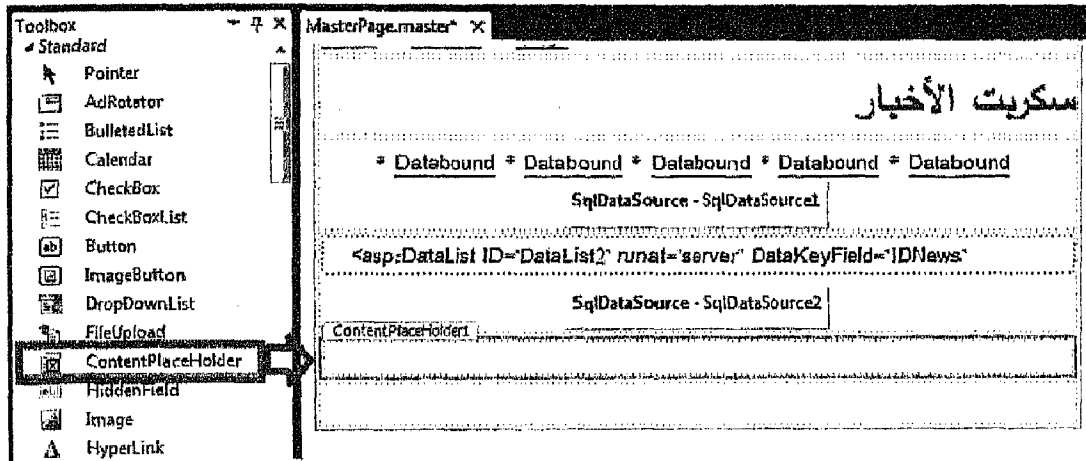 Toolbox
Standard
Pointer
AdRotator
BulletedList
Calendar
CheckBox
CheckBoxList
Button
ImageButton
DropDownList
FileUpload
ContentPlaceHolder
HiddenField
Image
HyperLink
MasterPage.master*
سكربت الأخبار
* Databound * Databound * Databound * Databound * Databound
SqlDataSource - SqlDataSource1
<asp:DataList ID="DataList2" runat="server" DataKeyField="IDNews"
SqlDataSource - SqlDataSource2
ContentPlaceHolder1